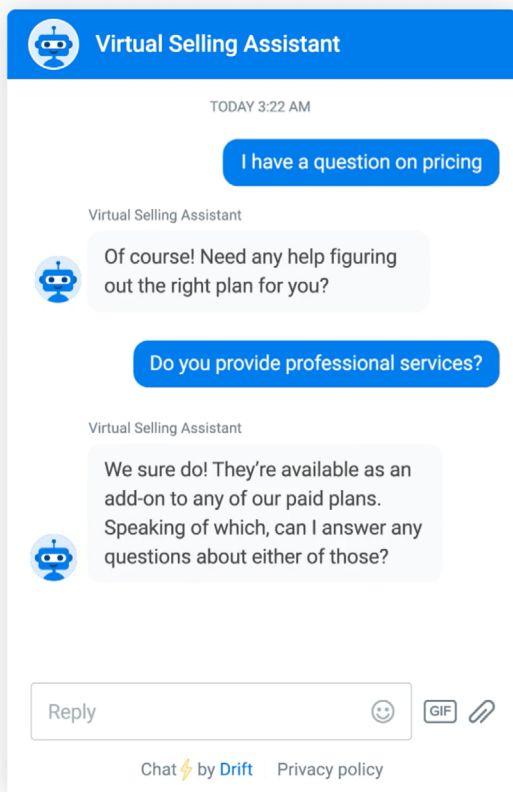 Virtual Selling Assistant
TODAY 3:22 AM
I have a question on pricing
Virtual Selling Assistant
Of course! Need any help figuring
out the right plan for you?
Do you provide professional services?
Virtual Selling Assistant
We sure do! They’re available as an
add-on to any of our paid plans.
Speaking of which, can I answer any
questions about either of those?
Reply
GIF
Chat⚡by Drift Privacy policy